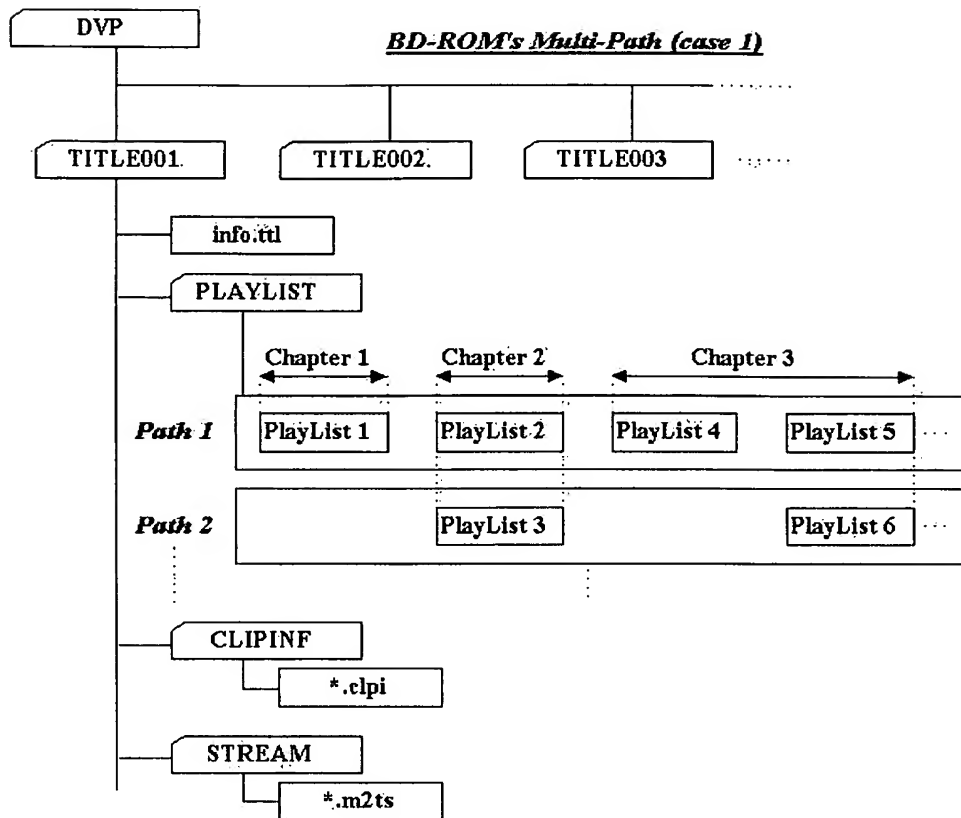 DVP
BD-ROM's Multi-Path (case 1)
TITLE001
TITLE002
TITLE003
info.ttl
PLAYLIST
Chapter 1
Chapter 2
Chapter 3
Path 1
PlayList 1
PlayList 2
PlayList 4
PlayList 5
Path 2
PlayList 3
PlayList 6
CLIPINF
*.clpi
STREAM
*.m2ts